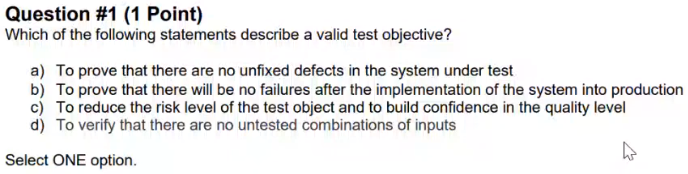 Question #1 (1 Point)
Which of the following statements describe a valid test objective?
a) To prove that there are no unfixed defects in the system under test
b) To prove that there will be no failures after the implementation of the system into production
c) To reduce the risk level of the test object and to build confidence in the quality level
d) To verify that there are no untested combinations of inputs
Select ONE option.